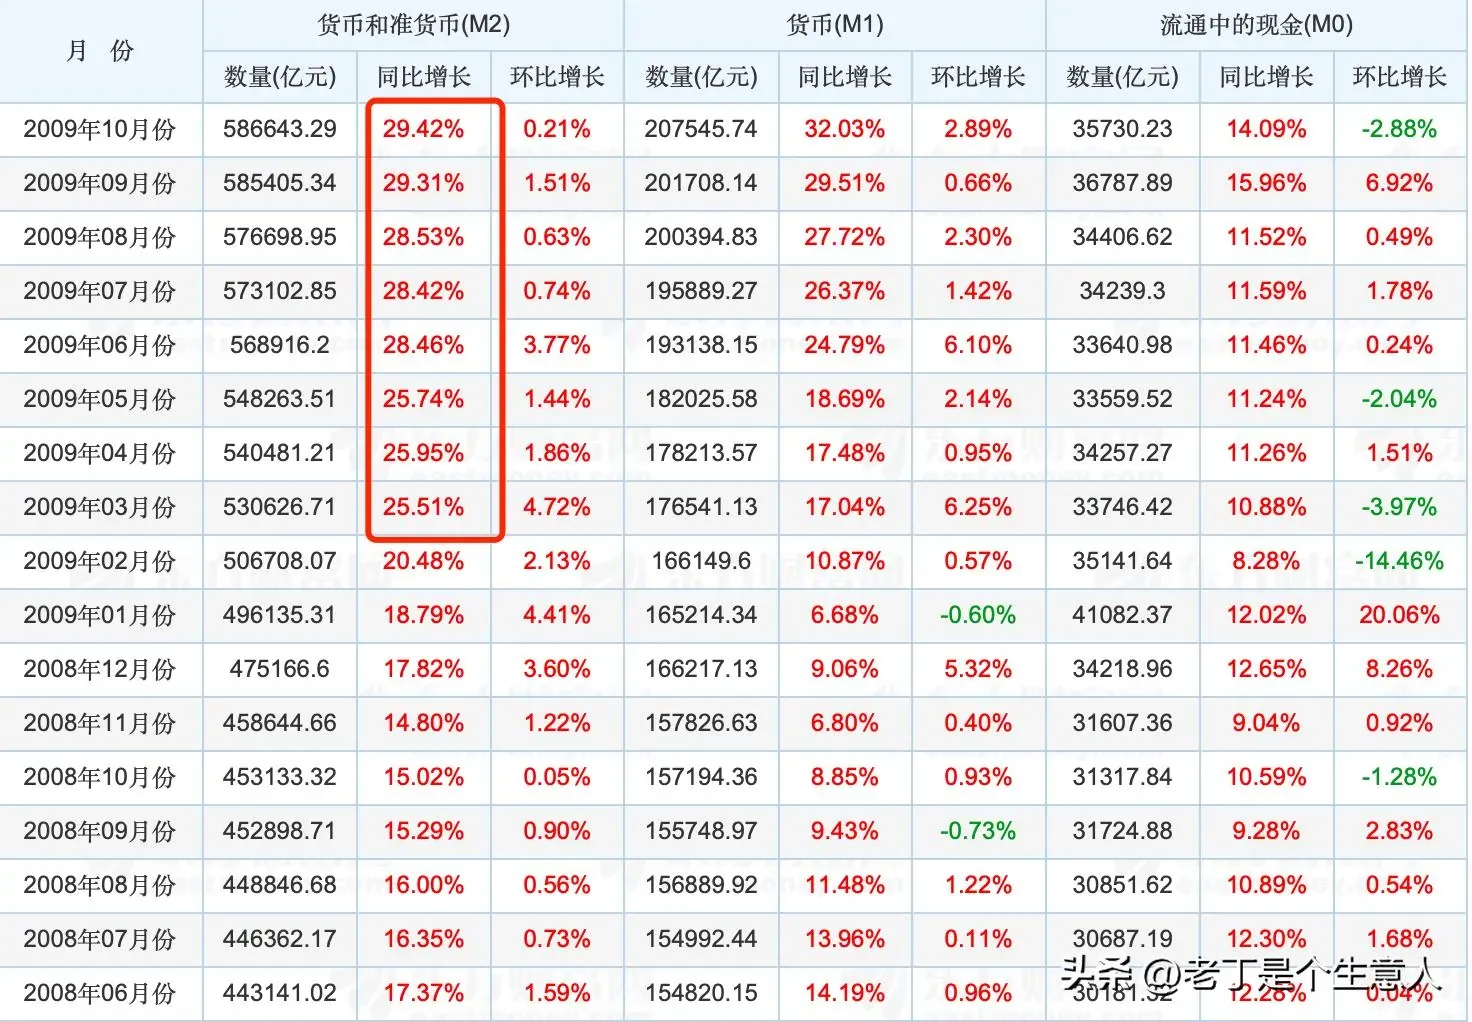 月 份 货币和准货币(M2) 货币(M1) 流通中的现金(M0)
数量(亿元) 同比增长 环比增长 数量(亿元) 同比增长 环比增长 数量(亿元) 同比增长 环比增长
2009年10月份 586643.29 29.42% 0.21% 207545.74 32.03% 2.89% 35730.23 14.09% -2.88%
2009年09月份 585405.34 29.31% 1.51% 201708.14 29.51% 0.66% 36787.89 15.96% 6.92%
2009年08月份 576698.95 28.53% 0.63% 200394.83 27.72% 2.30% 34406.62 11.52% 0.49%
2009年07月份 573102.85 28.42% 0.74% 195889.27 26.37% 1.42% 34239.3 11.59% 1.78%
2009年06月份 568916.2 28.46% 3.77% 193138.15 24.79% 6.10% 33640.98 11.46% 0.24%
2009年05月份 548263.51 25.74% 1.44% 182025.58 18.69% 2.14% 33559.52 11.24% -2.04%
2009年04月份 540481.21 25.95% 1.86% 178213.57 17.48% 0.95% 34257.27 11.26% 1.51%
2009年03月份 530626.71 25.51% 4.72% 176541.13 17.04% 6.25% 33746.42 10.88% -3.97%
2009年02月份 506708.07 20.48% 2.13% 166149.6 10.87% 0.57% 35141.64 8.28% -14.46%
2009年01月份 496135.31 18.79% 4.41% 165214.34 6.68% -0.60% 41082.37 12.02% 20.06%
2008年12月份 475166.6 17.82% 3.60% 166217.13 9.06% 5.32% 34218.96 12.65% 8.26%
2008年11月份 458644.66 14.80% 1.22% 157826.63 6.80% 0.40% 31607.36 9.04% 0.92%
2008年10月份 453133.32 15.02% 0.05% 157194.36 8.85% 0.93% 31317.84 10.59% -1.28%
2008年09月份 452898.71 15.29% 0.90% 155748.97 9.43% -0.73% 31724.88 9.28% 2.83%
2008年08月份 448846.68 16.00% 0.56% 156889.92 11.48% 1.22% 30851.62 10.89% 0.54%
2008年07月份 446362.17 16.35% 0.73% 154992.44 13.96% 0.11% 30687.19 12.30% 1.68%
2008年06月份 443141.02 17.37% 1.59% 154820.15 14.19% 0.96% 30181.32 12.28% 0.04%
头条 @老丁是个生意人